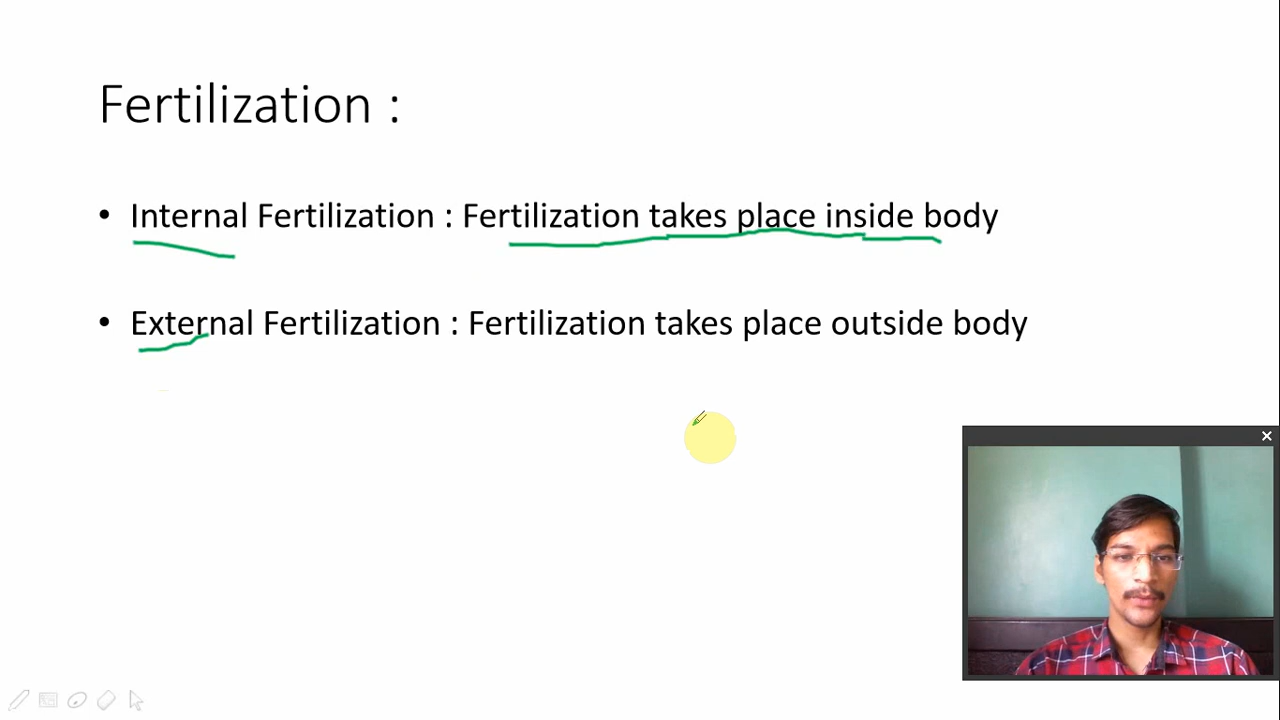 Fertilization :
• Internal Fertilization : Fertilization takes place inside body
• External Fertilization : Fertilization takes place outside body